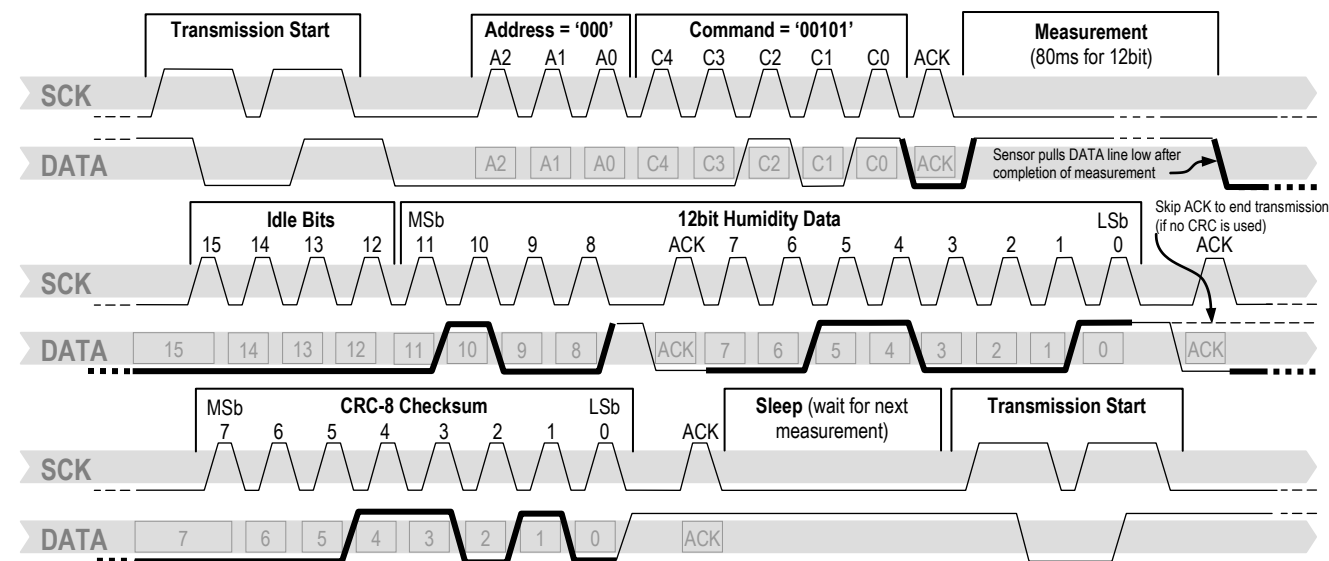 Transmission Start Address = ‘000’ Command = ‘00101’ Measurement
(80ms for 12bit)
A2 A1 A0 C4 C3 C2 C1 C0 ACK
SCK
DATA A2 A1 A0 C4 C3 C2 C1 C0 ACK
Sensor pulls DATA line low after
completion of measurement
Skip ACK to end transmission
(if no CRC is used)
Idle Bits MSb 12bit Humidity Data LSb
15 14 13 12 11 10 9 8 ACK 7 6 5 4 3 2 1 0 ACK
SCK
DATA 15 14 13 12 11 10 9 8 ACK 7 6 5 4 3 2 1 0 ACK
MSb CRC-8 Checksum LSb Sleep (wait for next
measurement) Transmission Start
7 6 5 4 3 2 1 0 ACK
SCK
DATA 7 6 5 4 3 2 1 0 ACK